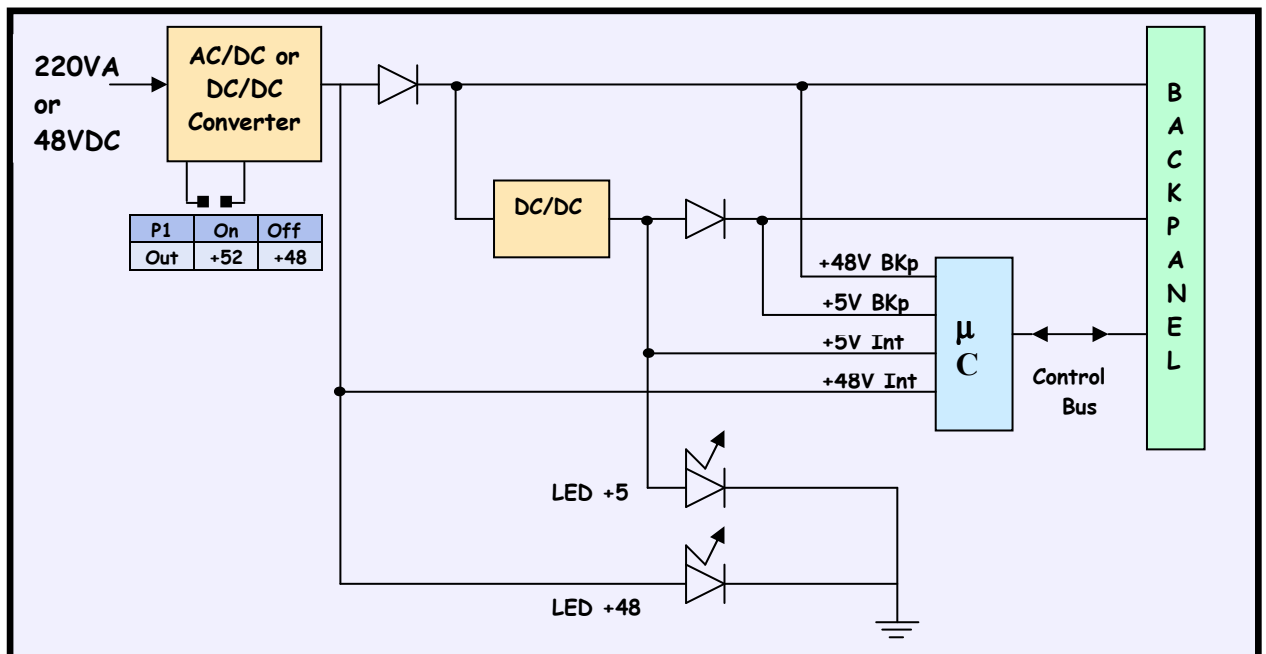 220VA
or
48VDC
AC/DC or
DC/DC
Converter
P1 On Off
Out +52 +48
DC/DC
+48V BKp
+5V BKp
+5V Int
+48V Int
μ
C
Control
Bus
B
A
C
K
P
A
N
E
L
LED +5
LED +48